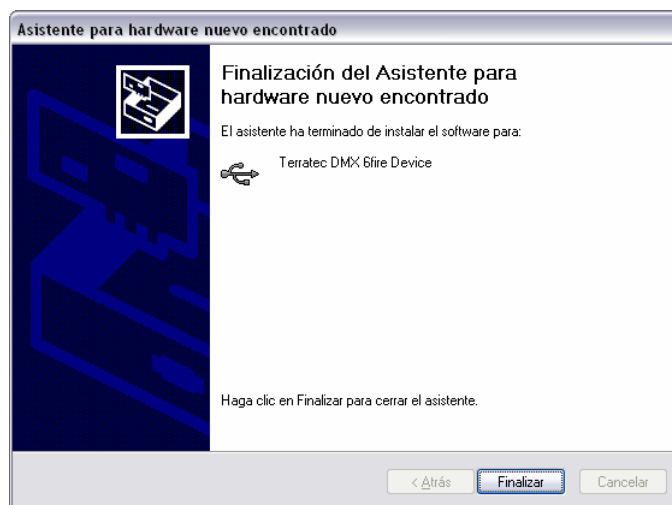 Asistente para hardware nuevo encontrado
Finalización del Asistente para
hardware nuevo encontrado
El asistente ha terminado de instalar el software para:
Terratec DMX 6fire Device
Haga clic en Finalizar para cerrar el asistente.
< Atrás
Finalizar
Cancelar